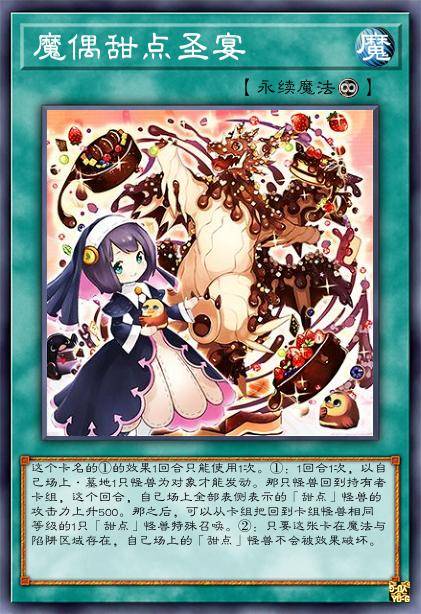 魔偶甜点圣宴
魔
【永续魔法】
这个卡名的①的效果1回合只能使用1次。①：1回合1次，以自
己场上·墓地1只怪兽为对象才能发动。那只怪兽回到持有者
卡组，这个回合，自己场上全部表侧表示的「甜点」怪兽的
攻击力上升500。那之后，可以从卡组把回到卡组怪兽相同
等级的1只「甜点」怪兽特殊召唤。②：只要这张卡在魔法与
陷阱区域存在，自己场上的「甜点」怪兽不会被效果破坏。